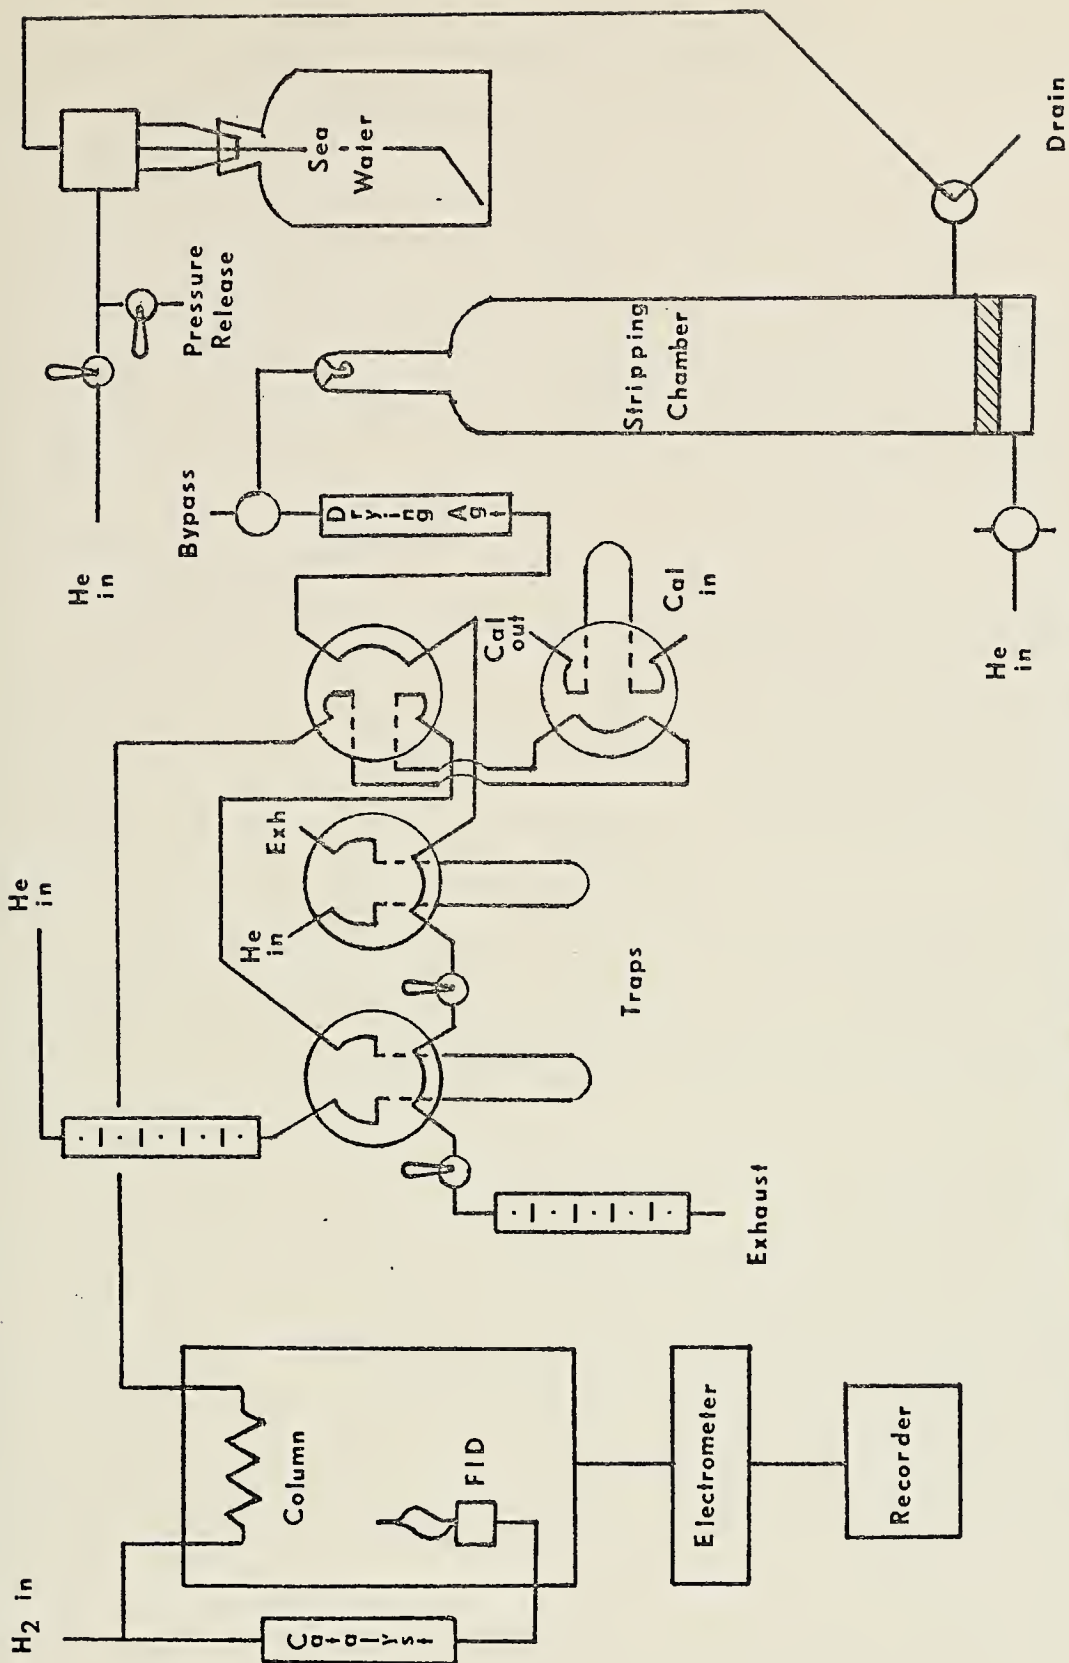 H2 in
Catalyst
Column
FID
Electrometer
Recorder
He
in
Exhaust
He
in
Exh
Traps
Cal
out
Cal
in
Drying Agt
Bypass
He
in
Pressure
Release
Sea
Water
Stripping
Chamber
He
in
Drain